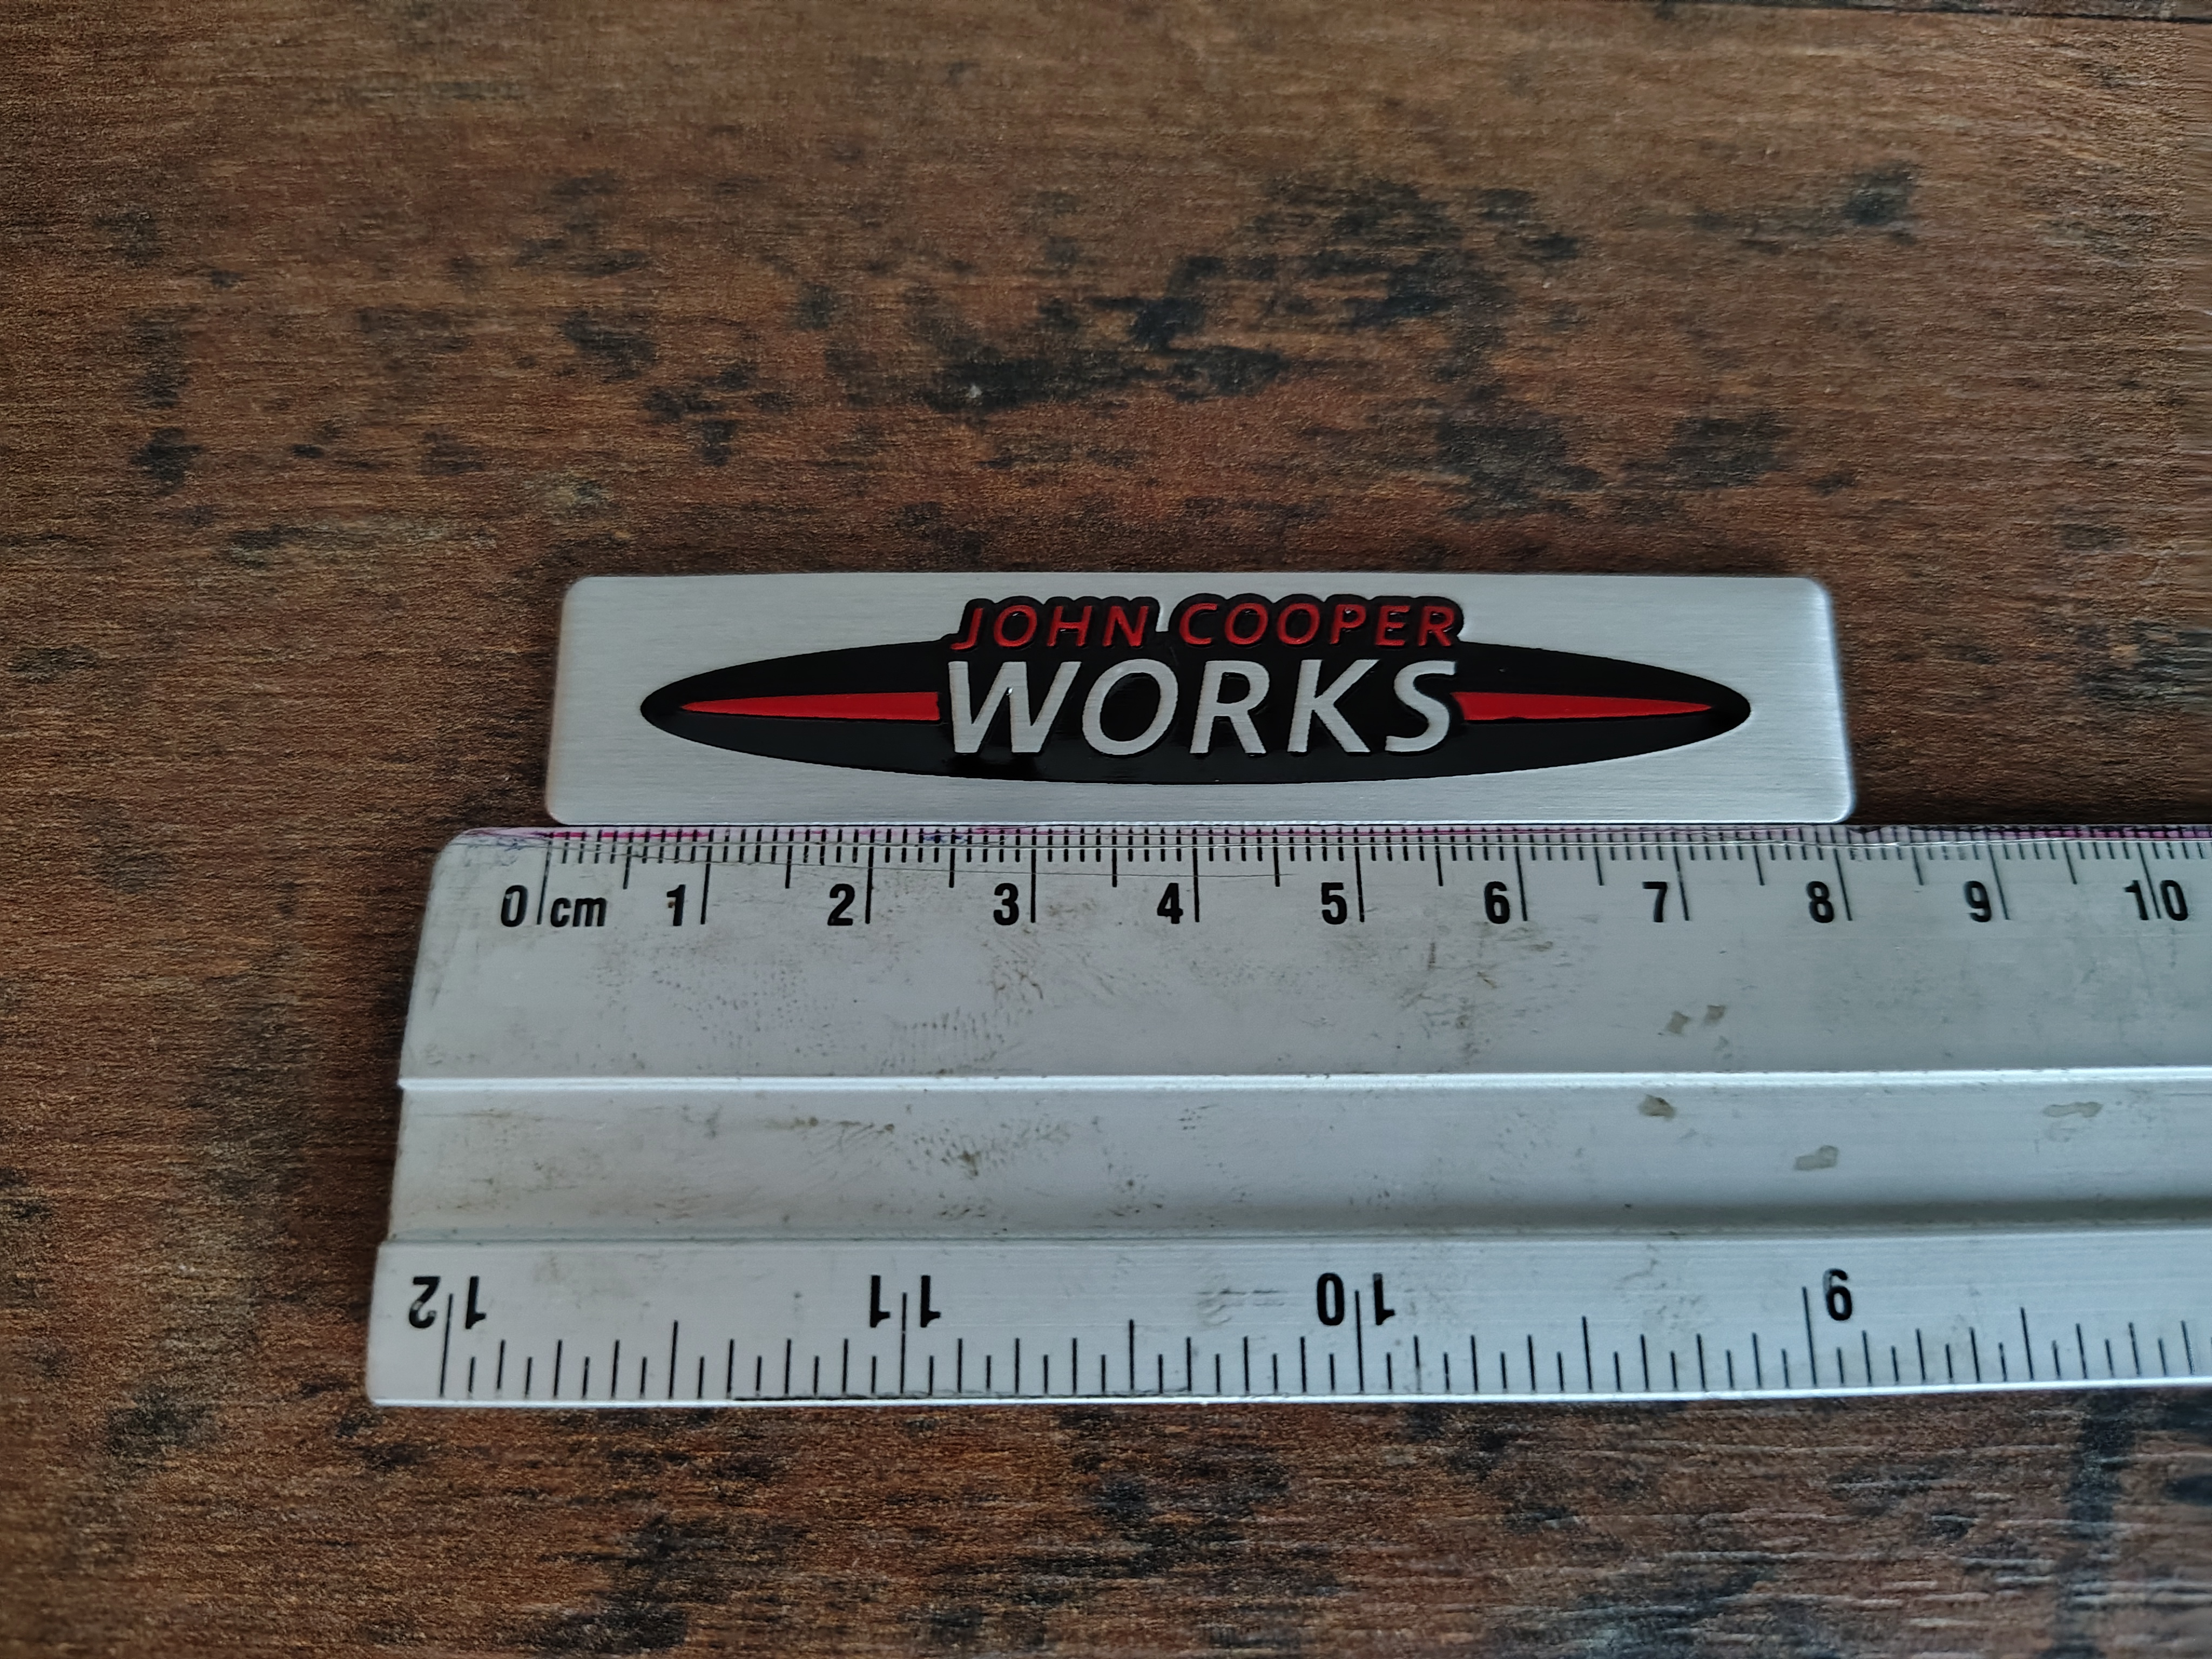 JOHN COOPER
WORKS
0 cm 1 2 3 4 5 6 7 8 9 10
12 11 10 9